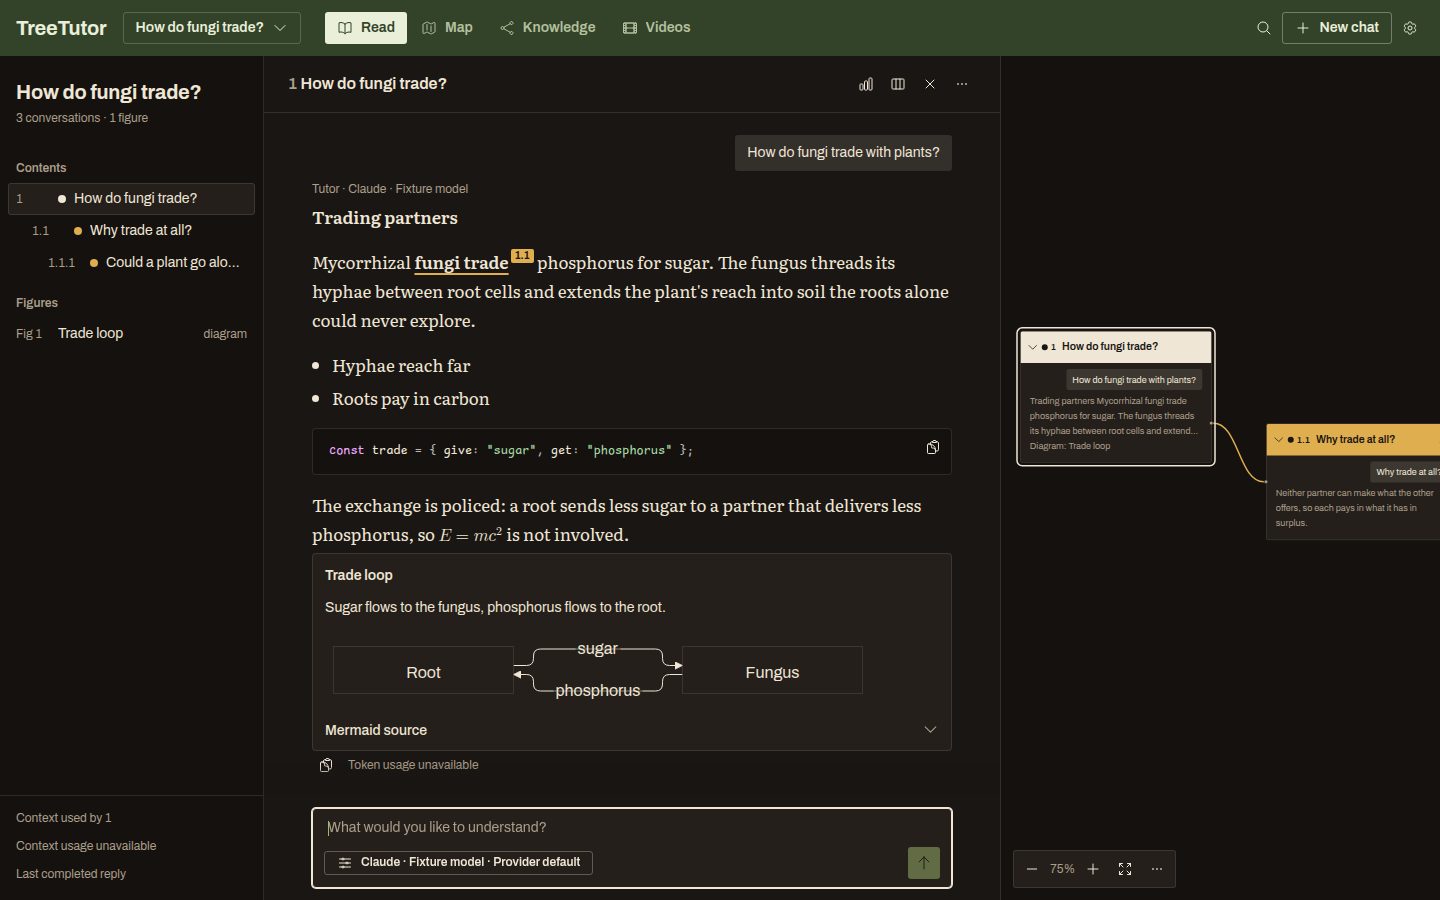 TreeTutor
How do fungi trade?
Read
Map
Knowledge
Videos
New chat
How do fungi trade?
3 conversations · 1 figure
Contents
1 How do fungi trade?
1.1 Why trade at all?
1.1.1 Could a plant go alo...
Figures
Fig 1 Trade loop diagram
Context used by 1
Context usage unavailable
Last completed reply
1 How do fungi trade?
How do fungi trade with plants?
Tutor · Claude · Fixture model
Trading partners
Mycorrhizal fungi trade 1.1 phosphorus for sugar. The fungus threads its
hyphae between root cells and extends the plant's reach into soil the roots alone
could never explore.
Hyphae reach far
Roots pay in carbon
const trade = { give: "sugar", get: "phosphorus" };
The exchange is policed: a root sends less sugar to a partner that delivers less
phosphorus, so E = mc² is not involved.
Trade loop
Sugar flows to the fungus, phosphorus flows to the root.
sugar
Root
Fungus
phosphorus
Mermaid source
Token usage unavailable
What would you like to understand?
Claude · Fixture model · Provider default
1 How do fungi trade?
How do fungi trade with plants?
Trading partners Mycorrhizal fungi trade
phosphorus for sugar. The fungus threads
its hyphae between root cells and extend...
Diagram: Trade loop
1.1 Why trade at all?
Why trade at all?
Neither partner can make what the other
offers, so each pays in what it has in
surplus.
75%